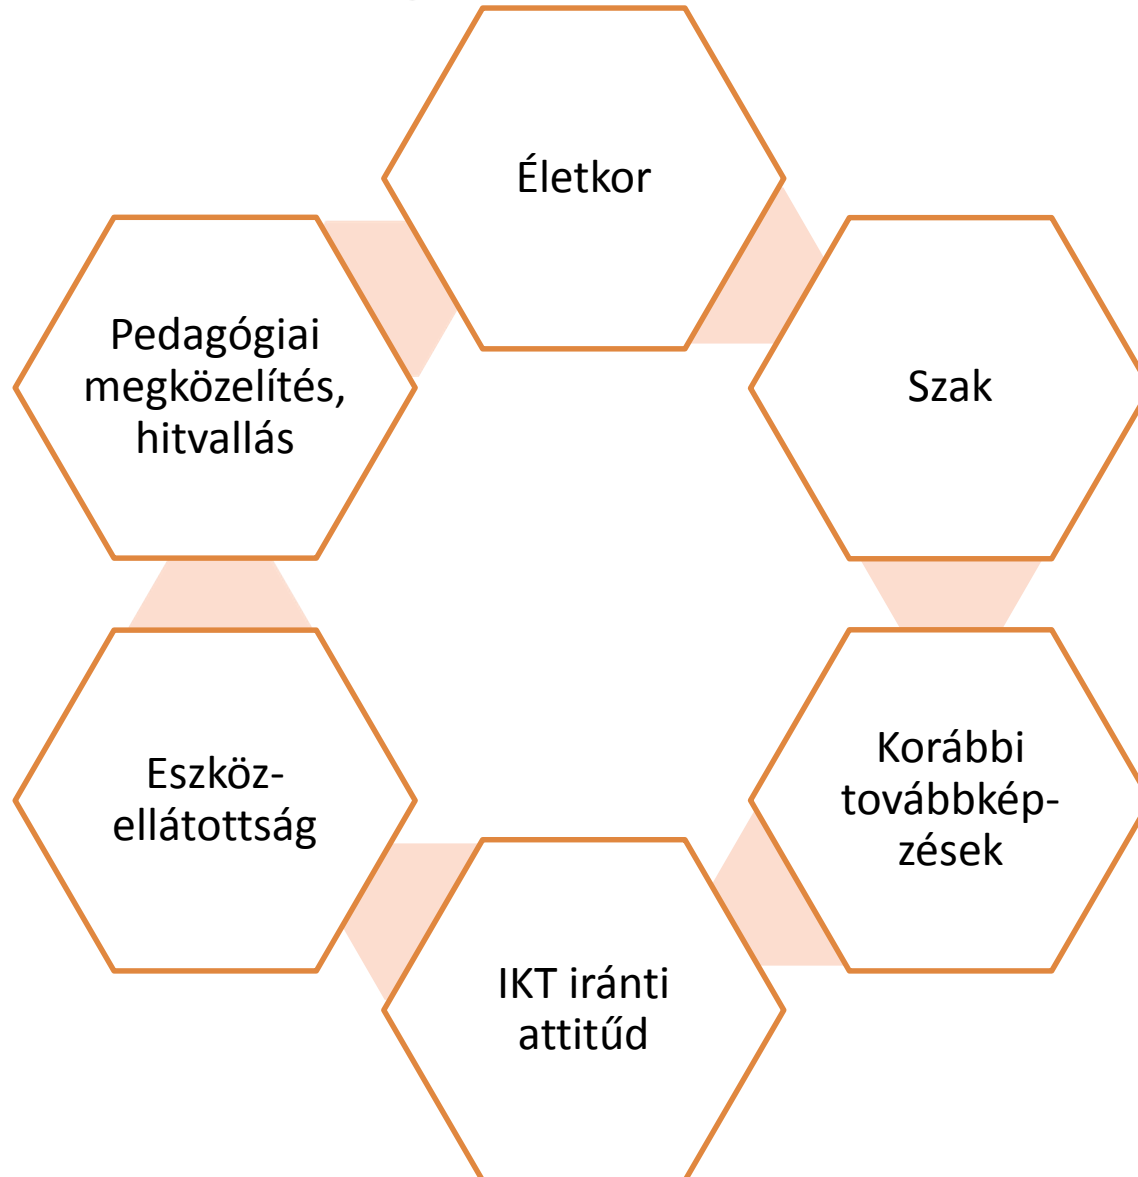 Életkor
Szak
Korábbi
továbbkép-
zések
IKT iránti
attitűd
Eszköz-
ellátottság
Pedagógiai
megközelítés,
hitvallás